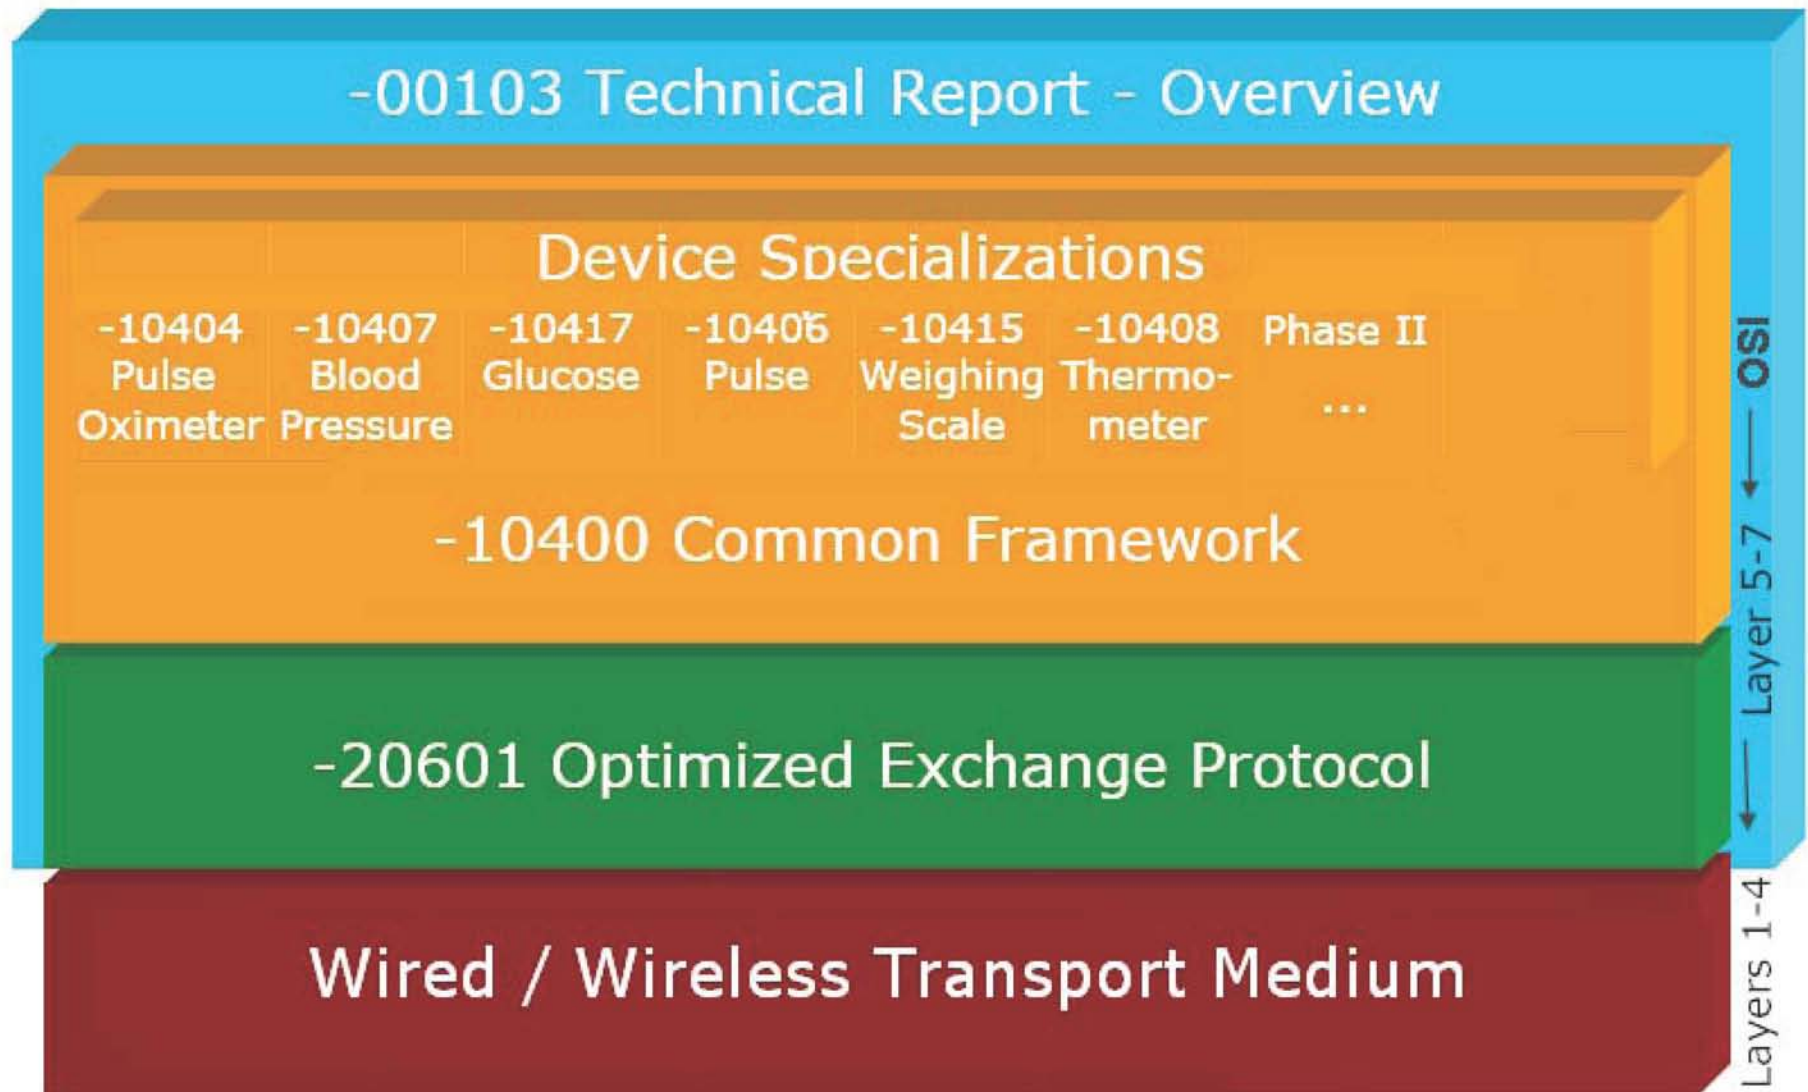 -00103 Technical Report - Overview
Device Specializations
-10404
Pulse
Oximeter
-10407
Blood
Pressure
-10417
Glucose
-10406
Pulse
-10415
Weighing
Scale
-10408
Thermo-
meter
Phase II
...
-10400 Common Framework
-20601 Optimized Exchange Protocol
Wired / Wireless Transport Medium
OSI
Layer 5-7
Layers 1-4